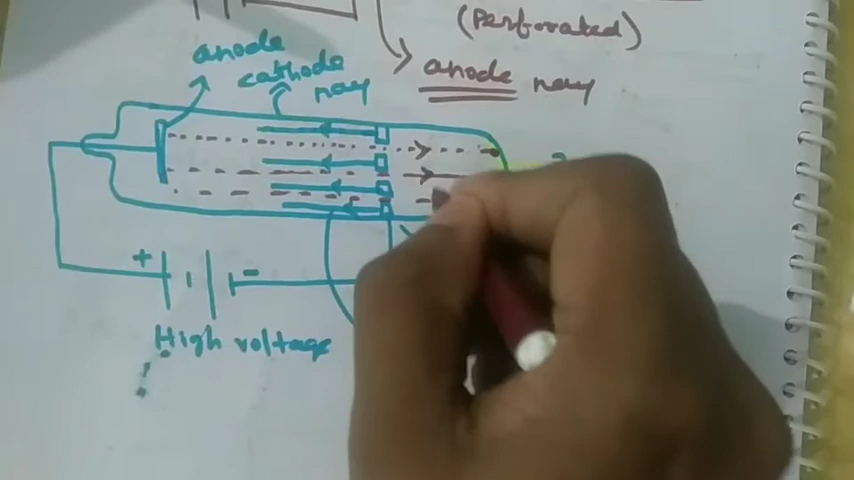 (Perforated)
anode ray
anode
cathode
ray
+
-
High voltage